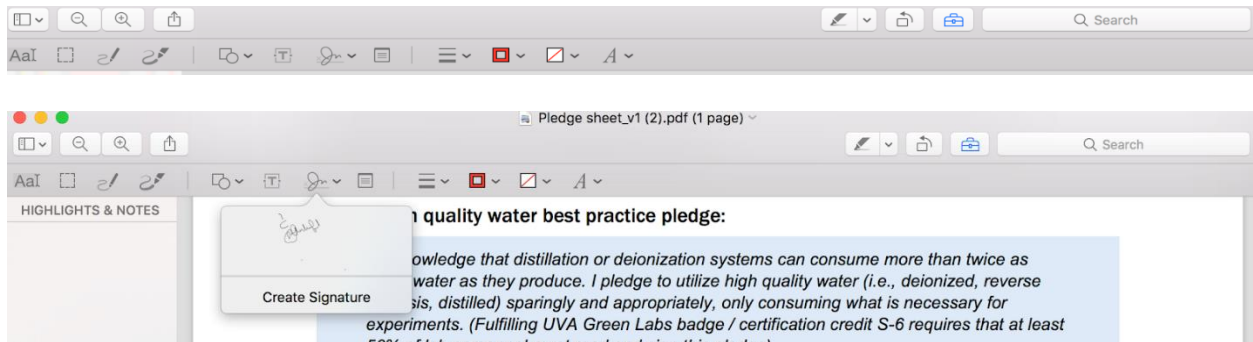 Search
AaI
T
A
Pledge sheet_v1 (2).pdf (1 page)
Search
AaI
T
A
HIGHLIGHTS & NOTES
quality water best practice pledge:
that distillation or deionization systems can consume more than twice as
water as they produce. I pledge to utilize high quality water (i.e., deionized, reverse
distilled) sparingly and appropriately, only consuming what is necessary for
Create Signature
experiments. (Fulfilling UVA Green Labs badge / certification credit S-6 requires that at least